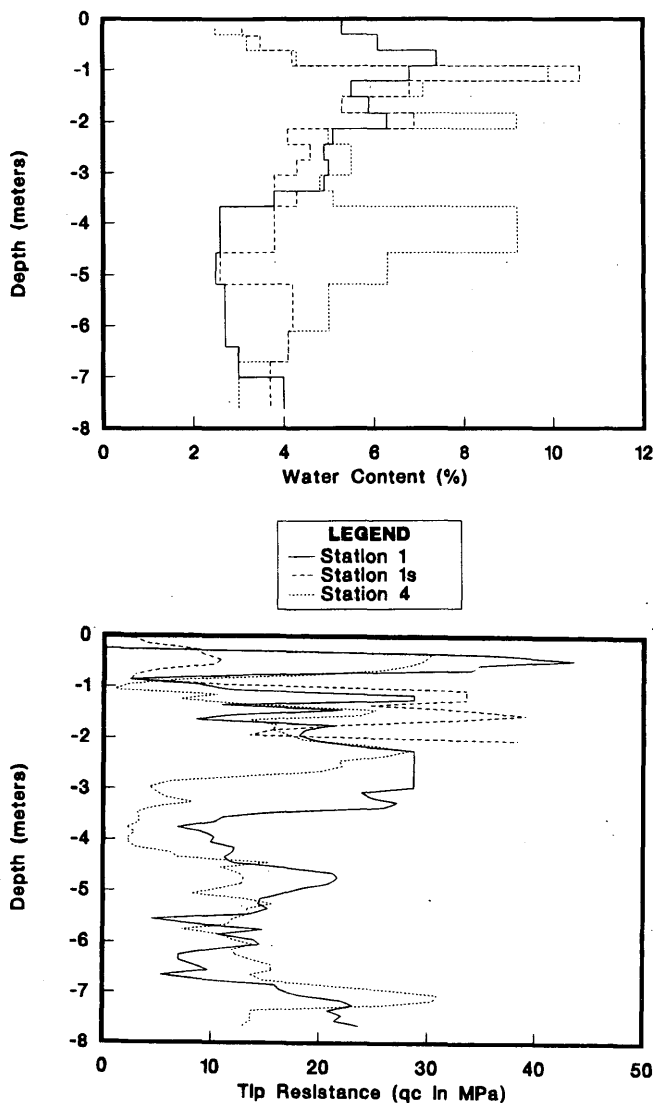 0
-1
-2
-3
-4
-5
-6
-7
-8
Depth (meters)
0 2 4 6 8 10 12
Water Content (%)
LEGEND
Station 1
Station 1s
Station 4
0
-1
-2
-3
-4
-5
-6
-7
-8
Depth (meters)
0 10 20 30 40 50
Tip Resistance (qc in MPa)